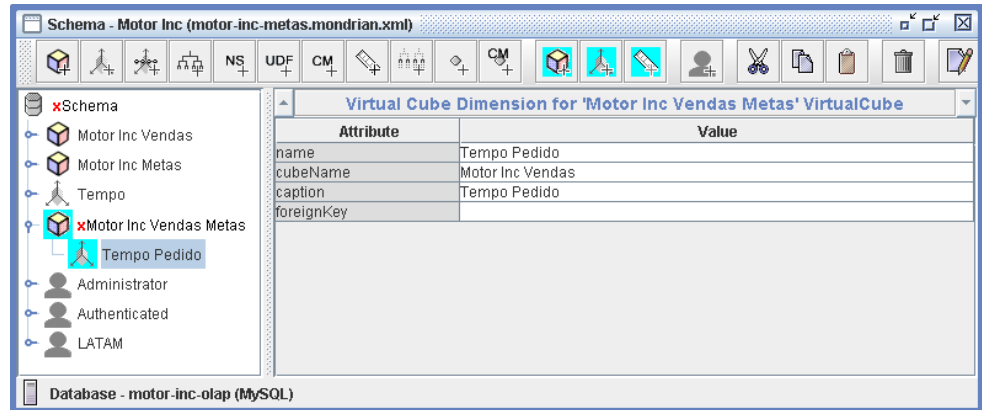 Schema - Motor Inc (motor-inc-metas.mondrian.xml)
NS UDF CM CM
xSchema
Motor Inc Vendas
Motor Inc Metas
Tempo
xMotor Inc Vendas Metas
Tempo Pedido
Administrator
Authenticated
LATAM
Virtual Cube Dimension for 'Motor Inc Vendas Metas' VirtualCube
Attribute Value
name Tempo Pedido
cubeName Motor Inc Vendas
caption Tempo Pedido
foreignKey
Database - motor-inc-olap (MySQL)